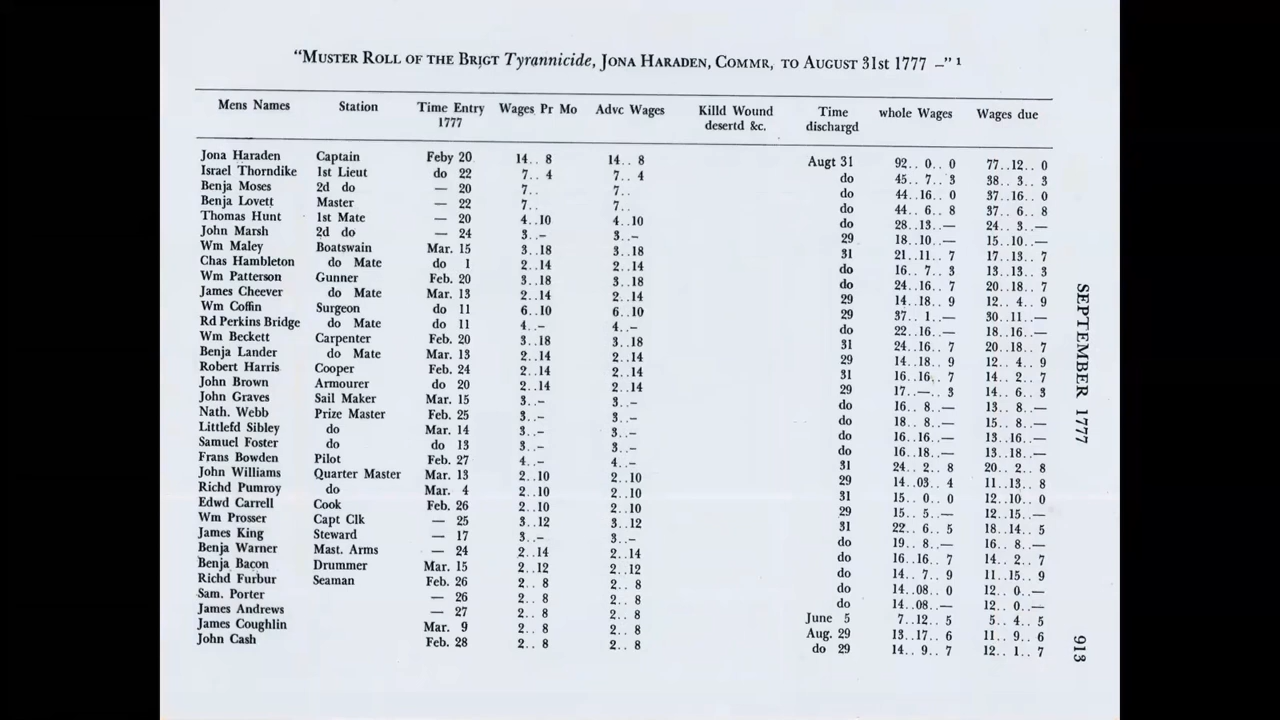 "MUSTER ROLL OF THE BRIGT Tyrannicide, JONA HARADEN, COMMR, TO AUGUST 31st 1777 –" 1
Mens Names Station Time Entry 1777 Wages Pr Mo Advc Wages Killd Wound desertd &c. Time dischargd whole Wages Wages due
Jona Haraden Captain Feby 20 14.. 8 14.. 8 Augt 31 92.. 0.. 0 77..12.. 0
Israel Thorndike 1st Lieut do 22 7.. 4 7.. 4 do 45.. 7.. 3 38.. 3.. 3
Benja Moses 2d do — 20 7.. 7.. do 44..16.. 0 37..16.. 0
Benja Lovett Master — 22 7.. 7.. do 44.. 6.. 8 37.. 6.. 8
Thomas Hunt 1st Mate — 20 4..10 4..10 do 28..13..— 24.. 3..—
John Marsh 2d do — 24 3..- 3..- 29 18..10..— 15..10..—
Wm Maley Boatswain Mar. 15 3..18 3..18 31 21..11.. 7 17..13.. 7
Chas Hambleton do Mate do 1 2..14 2..14 do 16.. 7.. 3 13..13.. 3
Wm Patterson Gunner Feb. 20 3..18 3..18 do 24..16.. 7 20..18.. 7
James Cheever do Mate Mar. 13 2..14 2..14 29 14..18.. 9 12.. 4.. 9
Wm Coffin Surgeon do 11 6..10 6..10 29 37.. 1..— 30..11..—
Rd Perkins Bridge do Mate do 11 4..- 4..- do 22..16..— 18..16..—
Wm Beckett Carpenter Feb. 20 3..18 3..18 31 24..16.. 7 20..18.. 7
Benja Lander do Mate Mar. 13 2..14 2..14 29 14..18.. 9 12.. 4.. 9
Robert Harris Cooper Feb. 24 2..14 2..14 31 16..16.. 7 14.. 2.. 7
John Brown Armourer do 20 2..14 2..14 29 17..—.. 3 14.. 6.. 3
John Graves Sail Maker Mar. 15 3..- 3..- do 16.. 8..— 13.. 8..—
Nath. Webb Prize Master Feb. 25 3..- 3..- do 18.. 8..— 15.. 8..—
Littlefd Sibley do Mar. 14 3..- 3..- do 16..16..— 13..16..—
Samuel Foster do do 13 3..- 3..- do 16..18..— 13..18..—
Frans Bowden Pilot Feb. 27 4..- 4..- 31 24.. 2.. 8 20.. 2.. 8
John Williams Quarter Master Mar. 13 2..10 2..10 29 14..03.. 4 11..13.. 8
Richd Pumroy do Mar. 4 2..10 2..10 31 15.. 0.. 0 12..10.. 0
Edwd Carrell Cook Feb. 26 2..10 2..10 29 15.. 5..— 12..15..—
Wm Prosser Capt Clk — 25 3..12 3..12 31 22.. 6.. 5 18..14.. 5
James King Steward — 17 3..- 3..- do 19.. 8..— 16.. 8..—
Benja Warner Mast. Arms — 24 2..14 2..14 do 16..16.. 7 14.. 2.. 7
Benja Bacon Drummer Mar. 15 2..12 2..12 do 14.. 7.. 9 11..15.. 9
Richd Furbur Seaman Feb. 26 2.. 8 2.. 8 do 14..08.. 0 12.. 0..—
Sam. Porter — 26 2.. 8 2.. 8 do 14..08..— 12.. 0..—
James Andrews — 27 2.. 8 2.. 8 June 5 7..12.. 5 5.. 4.. 5
James Coughlin Mar. 9 2.. 8 2.. 8 Aug. 29 13..17.. 6 11.. 9.. 6
John Cash Feb. 28 2.. 8 2.. 8 do 29 14.. 9.. 7 12.. 1.. 7
SEPTEMBER 1777
913